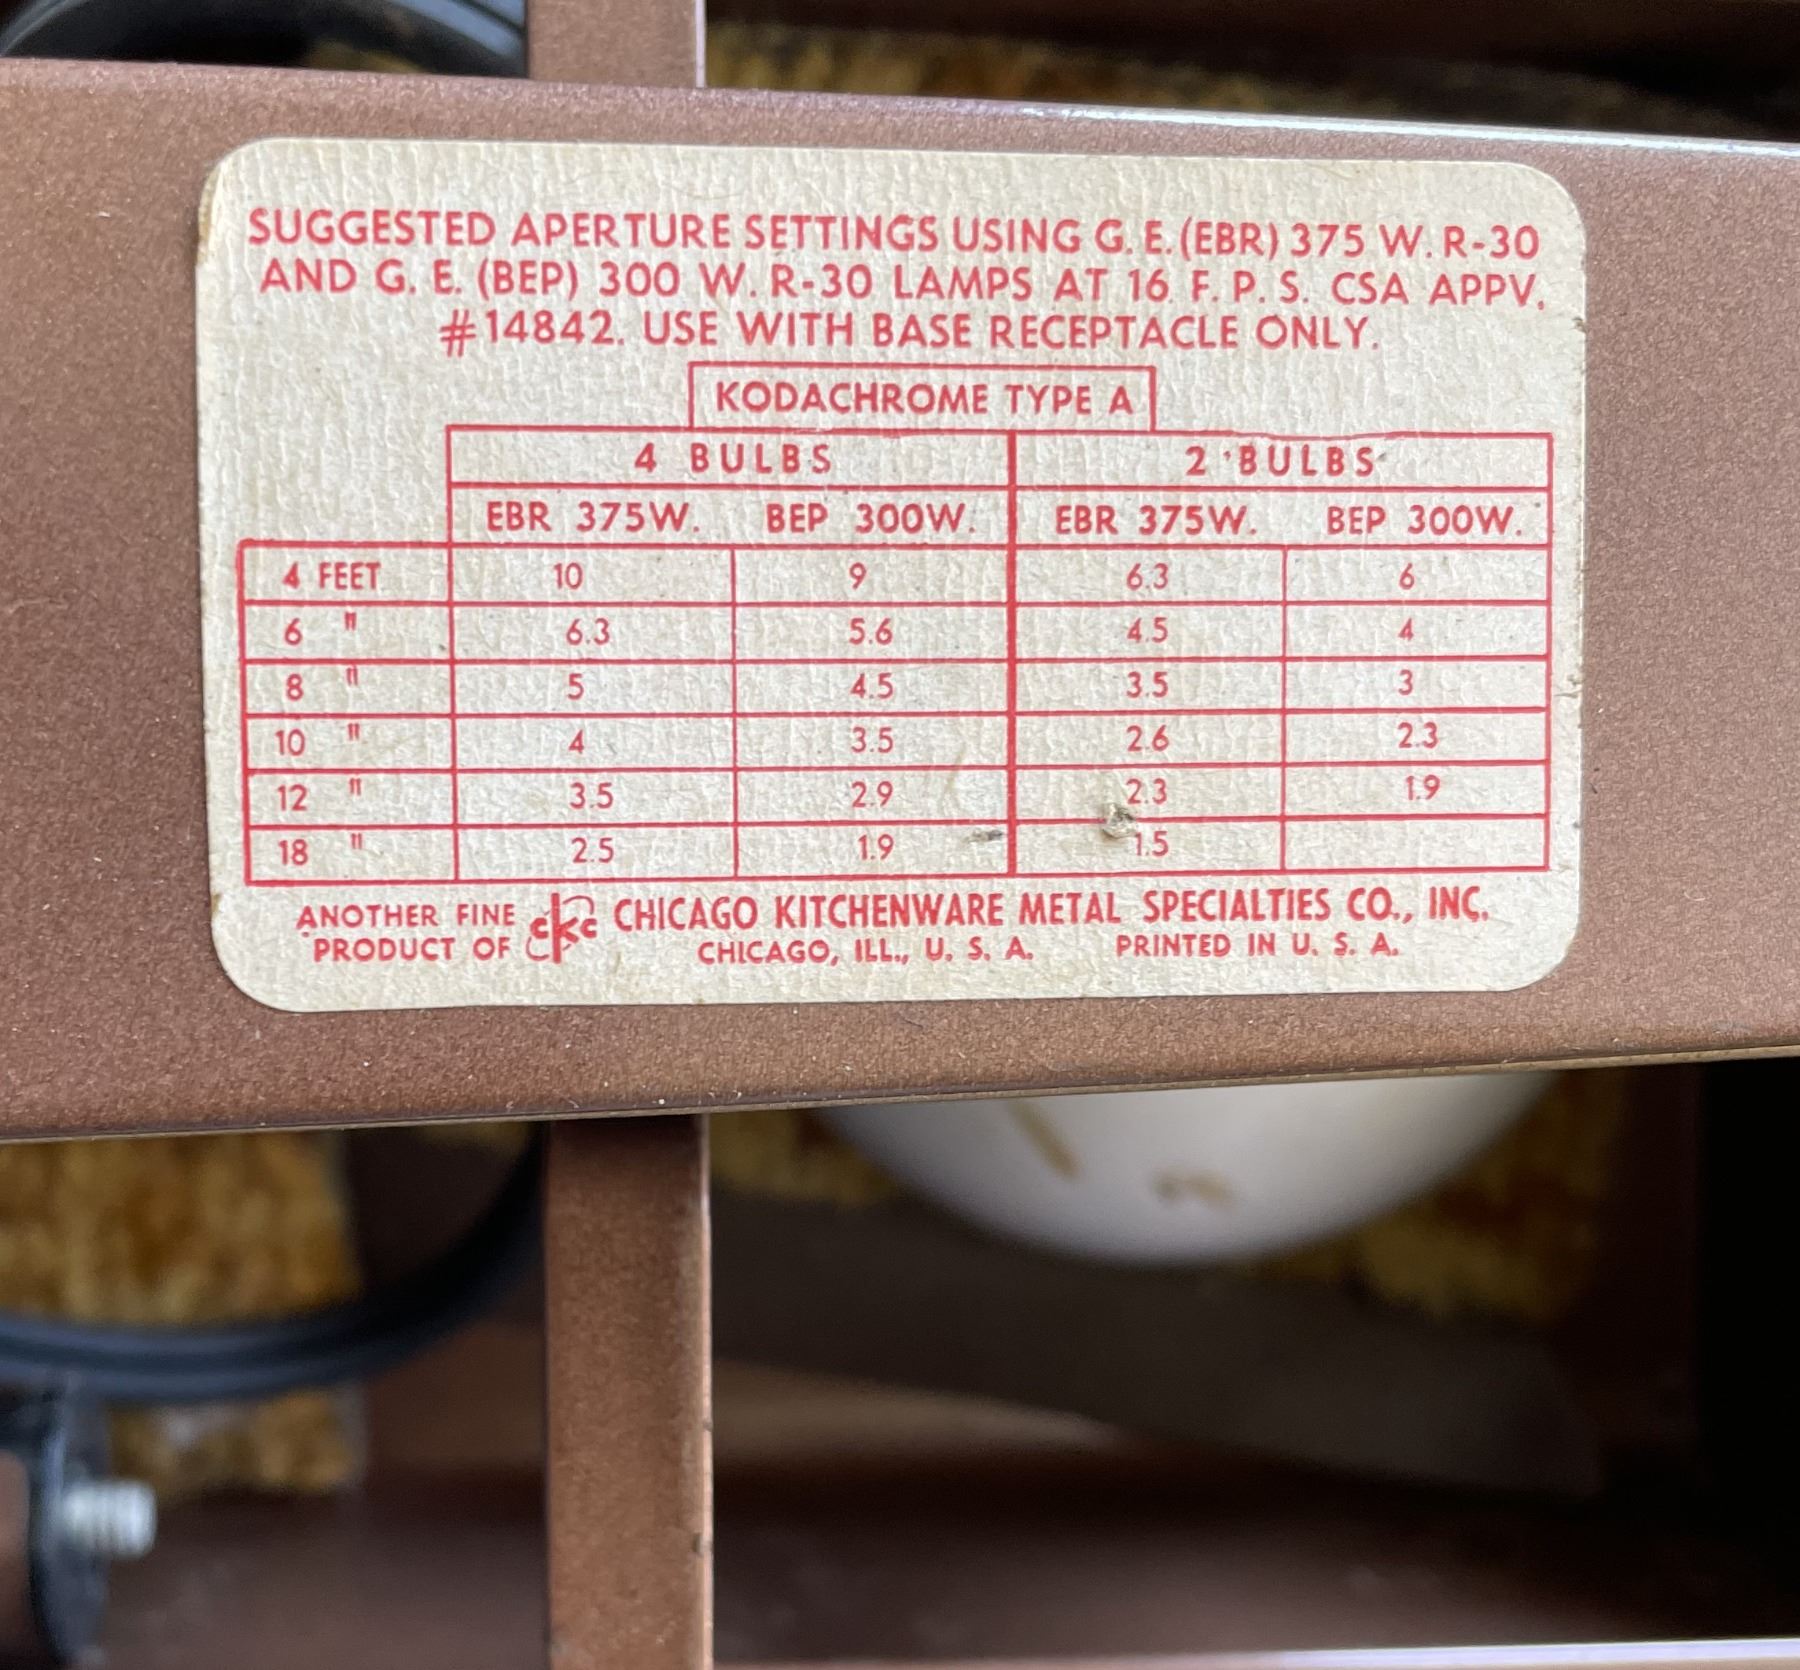 SUGGESTED APERTURE SETTINGS USING G. E. (EBR) 375 W. R-30
AND G. E. (BEP) 300 W. R-30 LAMPS AT 16 F. P. S. CSA APPV.
#14842. USE WITH BASE RECEPTACLE ONLY.
KODACHROME TYPE A
4 BULBS 2 BULBS
EBR 375W. BEP 300W. EBR 375W. BEP 300W.
4 FEET 10 9 6.3 6
6 " 6.3 5.6 4.5 4
8 " 5 4.5 3.5 3
10 " 4 3.5 2.6 2.3
12 " 3.5 2.9 2.3 1.9
18 " 2.5 1.9 1.5
ANOTHER FINE ckc CHICAGO KITCHENWARE METAL SPECIALTIES CO., INC.
PRODUCT OF CHICAGO, ILL., U. S. A. PRINTED IN U. S. A.